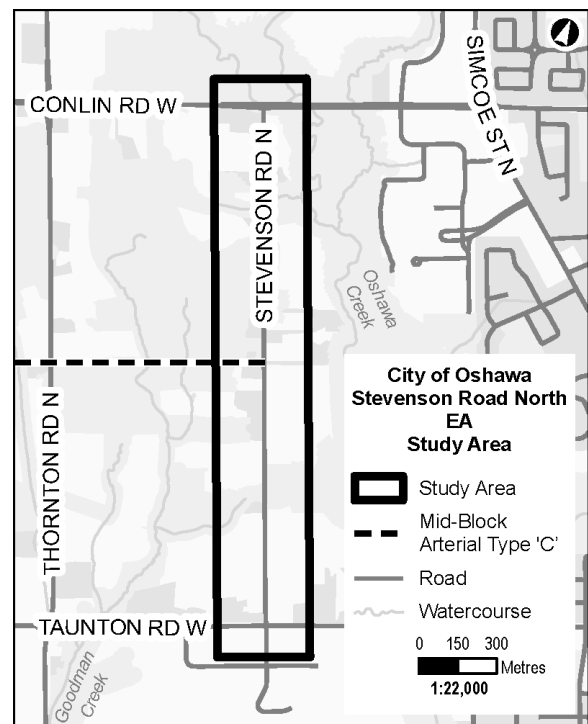 CONLIN RD W
SIMCOE ST N
STEVENSON RD N
Oshawa
Creek
THORNTON RD N
TAUNTON RD W
Goodman
Creek
City of Oshawa
Stevenson Road North
EA
Study Area
Study Area
Mid-Block
Arterial Type 'C'
Road
Watercourse
0 150 300
Metres
1:22,000